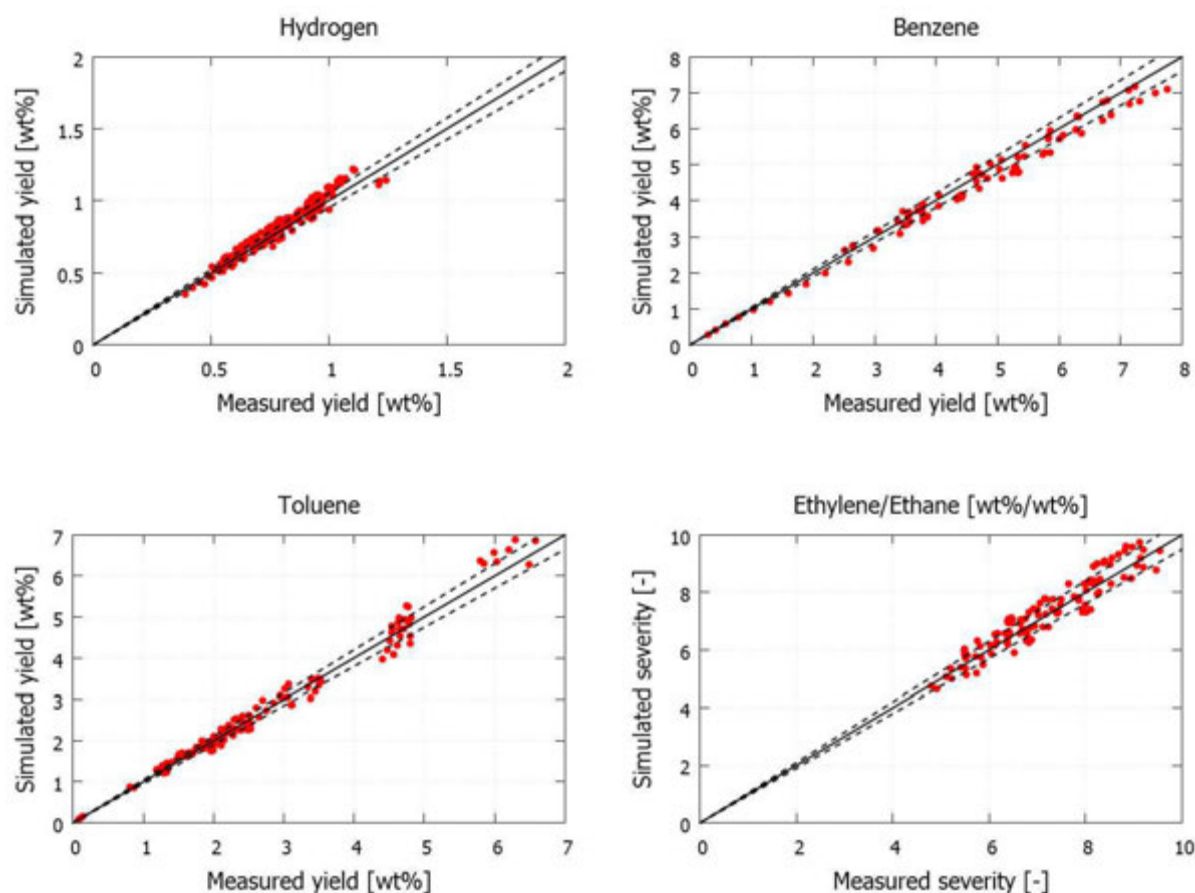 Hydrogen
Simulated yield [wt%]
2
1.5
1
0.5
0
0 0.5 1 1.5 2
Measured yield [wt%]
Benzene
Simulated yield [wt%]
8
7
6
5
4
3
2
1
0
0 1 2 3 4 5 6 7 8
Measured yield [wt%]
Toluene
Simulated yield [wt%]
7
6
5
4
3
2
1
0
0 1 2 3 4 5 6 7
Measured yield [wt%]
Ethylene/Ethane [wt%/wt%]
Simulated severity [-]
10
8
6
4
2
0
0 2 4 6 8 10
Measured severity [-]